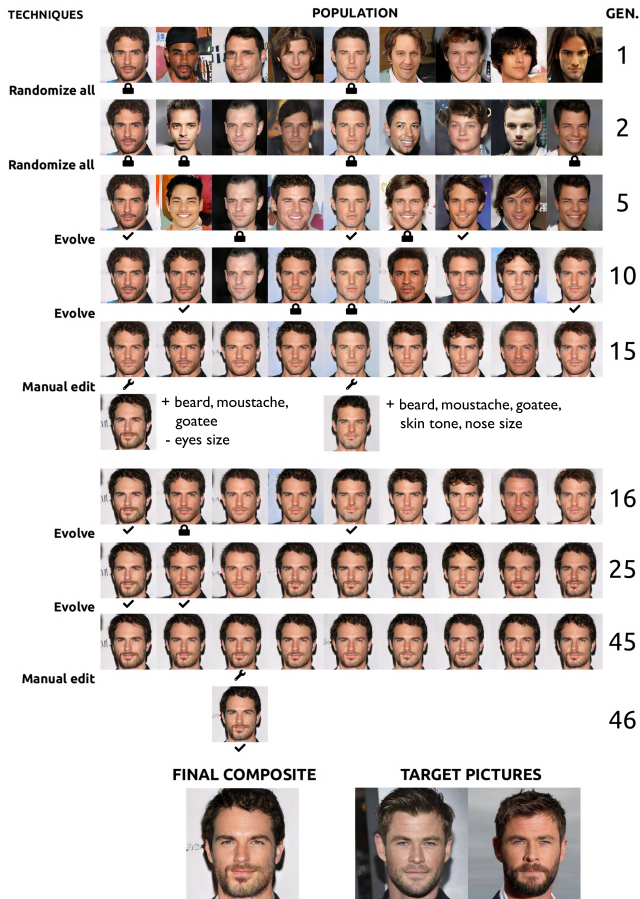 TECHNIQUES POPULATION GEN.
1
Randomize all
2
Randomize all
5
Evolve
10
Evolve
15
Manual edit
+ beard, moustache,
goatee
- eyes size
+ beard, moustache, goatee,
skin tone, nose size
16
Evolve
25
Evolve
45
Manual edit
46
FINAL COMPOSITE TARGET PICTURES